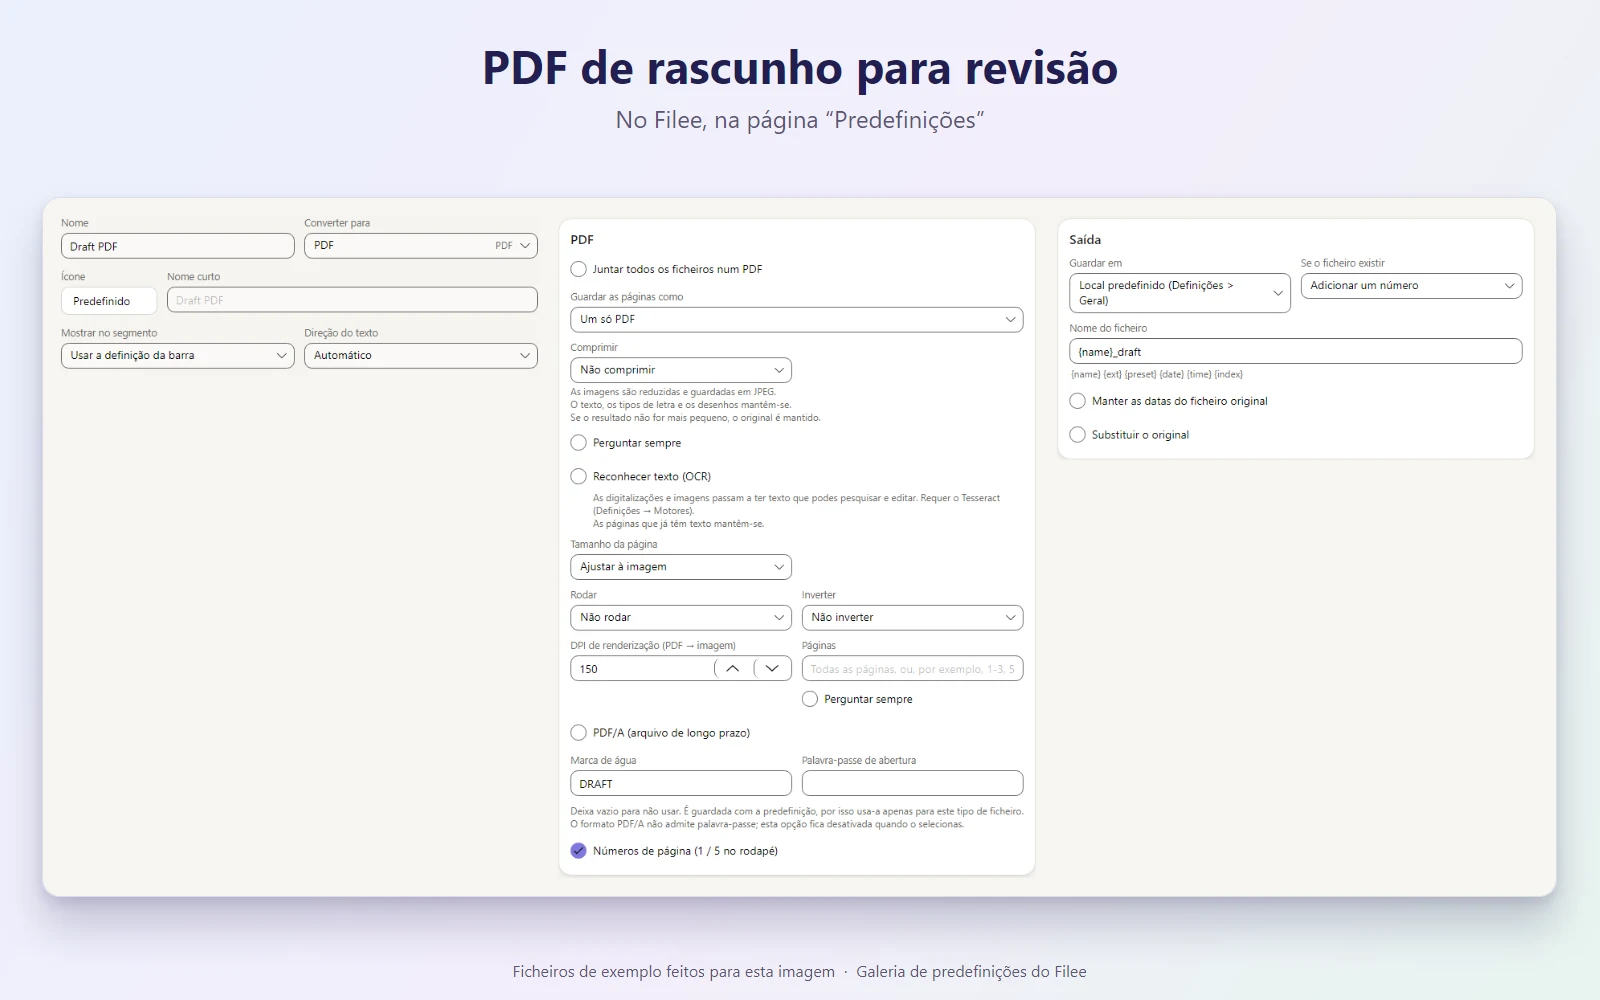 PDF de rascunho para revisão
No Filee, na página “Predefinições”
Nome
Converter para
Draft PDF
PDF
PDF
Ícone
Nome curto
Predefinido
Draft PDF
Mostrar no segmento
Direção do texto
Usar a definição da barra
Automático
PDF
Juntar todos os ficheiros num PDF
Guardar as páginas como
Um só PDF
Comprimir
Não comprimir
As imagens são reduzidas e guardadas em JPEG.
O texto, os tipos de letra e os desenhos mantêm-se.
Se o resultado não for mais pequeno, o original é mantido.
Perguntar sempre
Reconhecer texto (OCR)
As digitalizações e imagens passam a ter texto que podes pesquisar e editar. Requer o Tesseract
(Definições → Motores).
As páginas que já têm texto mantêm-se.
Tamanho da página
Ajustar à imagem
Rodar
Inverter
Não rodar
Não inverter
DPI de renderização (PDF → imagem)
Páginas
150
Todas as páginas, ou, por exemplo, 1-3, 5
Perguntar sempre
PDF/A (arquivo de longo prazo)
Marca de água
Palavra-passe de abertura
DRAFT
Deixa vazio para não usar. É guardada com a predefinição, por isso usa-a apenas para este tipo de ficheiro.
O formato PDF/A não admite palavra-passe; esta opção fica desativada quando o selecionas.
Números de página (1 / 5 no rodapé)
Saída
Guardar em
Se o ficheiro existir
Local predefinido (Definições >
Geral)
Adicionar um número
Nome do ficheiro
{name}_draft
{name} {ext} {preset} {date} {time} {index}
Manter as datas do ficheiro original
Substituir o original
Ficheiros de exemplo feitos para esta imagem · Galeria de predefinições do Filee